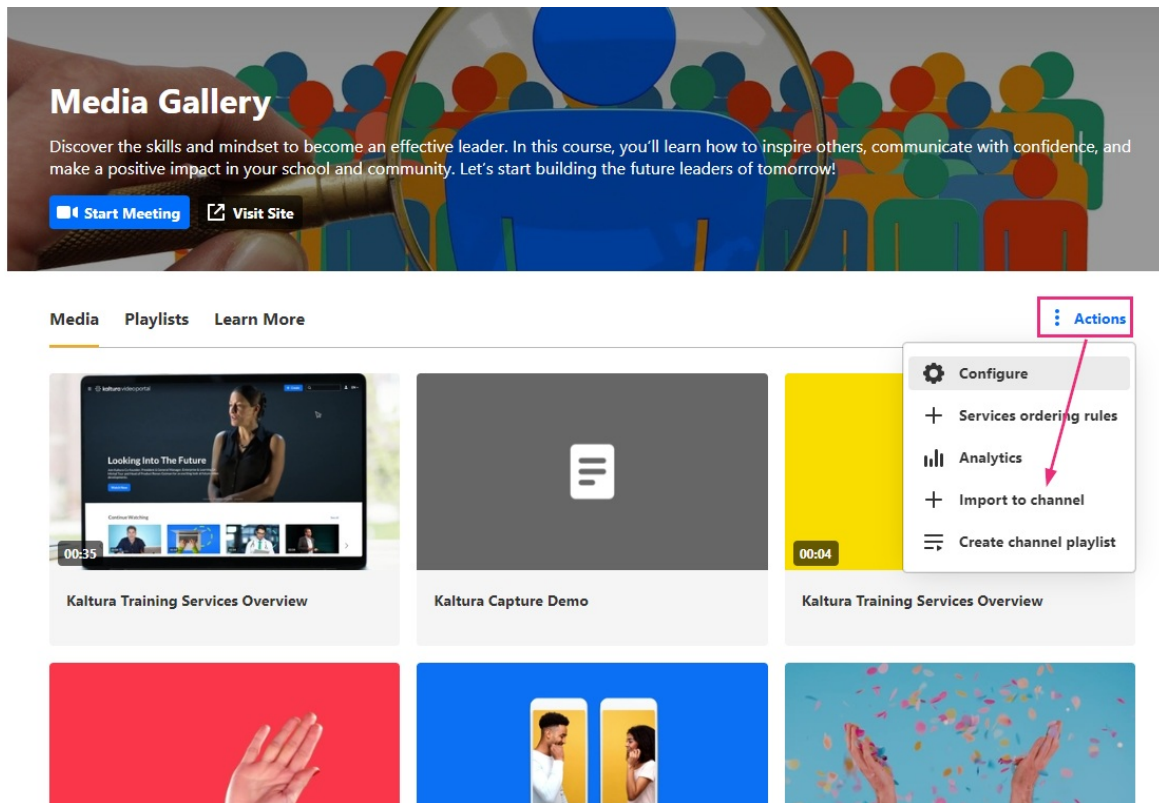 Media Gallery
Discover the skills and mindset to become an effective leader. In this course, you'll learn how to inspire others, communicate with confidence, and
make a positive impact in your school and community. Let's start building the future leaders of tomorrow!
Start Meeting
Visit Site
Media
Playlists
Learn More
Actions
Configure
Services ordering rules
Analytics
Import to channel
Create channel playlist
kaltura videoportal
Looking Into The Future
Continue Watching
00:35
00:04
Kaltura Training Services Overview
Kaltura Capture Demo
Kaltura Training Services Overview